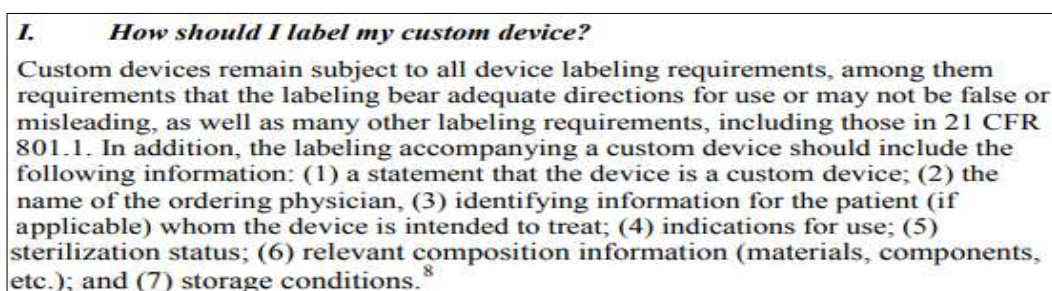 I. How should I label my custom device?
Custom devices remain subject to all device labeling requirements, among them
requirements that the labeling bear adequate directions for use or may not be false or
misleading, as well as many other labeling requirements, including those in 21 CFR
801.1. In addition, the labeling accompanying a custom device should include the
following information: (1) a statement that the device is a custom device; (2) the
name of the ordering physician, (3) identifying information for the patient (if
applicable) whom the device is intended to treat; (4) indications for use; (5)
sterilization status; (6) relevant composition information (materials, components,
etc.); and (7) storage conditions.8